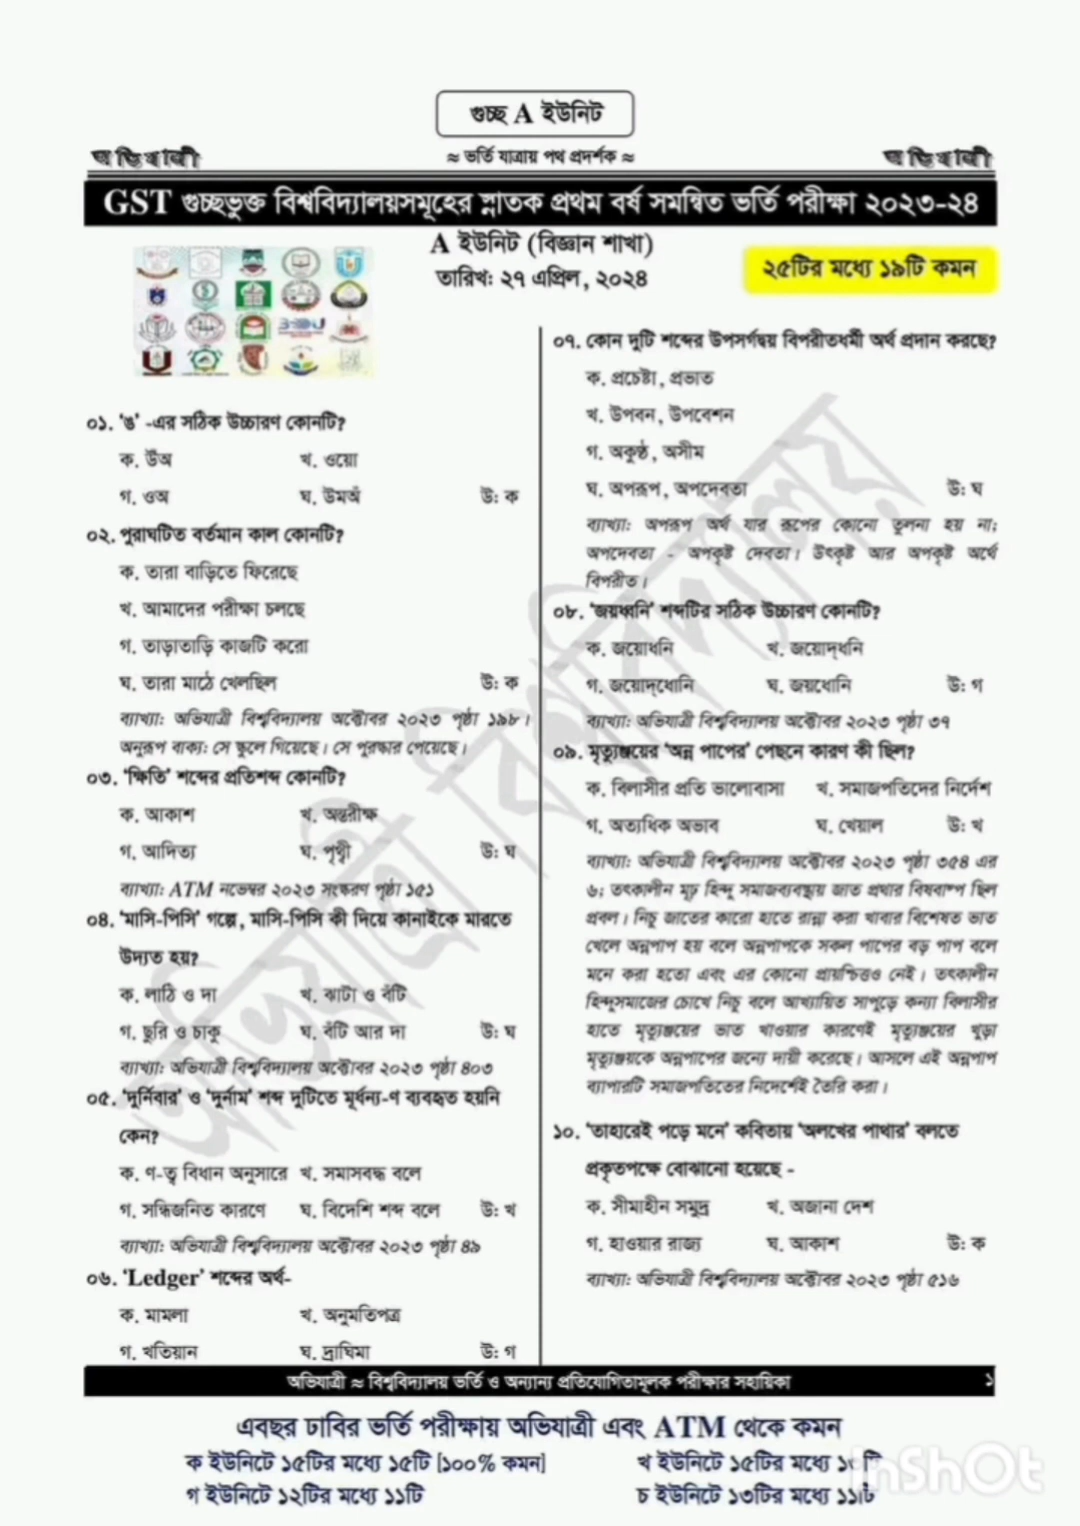 গুচ্ছ A ইউনিট
অভিযাত্রী
≈ ভর্তি যাত্রায় পথ প্রদর্শক ≈
অভিযাত্রী
GST গুচ্ছভুক্ত বিশ্ববিদ্যালয়সমূহের স্নাতক প্রথম বর্ষ সমন্বিত ভর্তি পরীক্ষা ২০২৩-২৪
A ইউনিট (বিজ্ঞান শাখা)
তারিখ: ২৭ এপ্রিল, ২০২৪
২৫টির মধ্যে ১৯টি কমন
০১. ‘ঙ’ -এর সঠিক উচ্চারণ কোনটি?
ক. উঁঅ খ. ওয়ো
গ. ওঅ ঘ. উমঅঁ উ: ক
০২. পুরাঘটিত বর্তমান কাল কোনটি?
ক. তারা বাড়িতে ফিরেছে
খ. আমাদের পরীক্ষা চলছে
গ. তাড়াতাড়ি কাজটি করো
ঘ. তারা মাঠে খেলছিল উ: ক
ব্যাখ্যা: অভিযাত্রী বিশ্ববিদ্যালয় অক্টোবর ২০২৩ পৃষ্ঠা ১৯৮।
অনুরূপ বাক্য: সে স্কুলে গিয়েছে। সে পুরস্কার পেয়েছে।
০৩. ‘ক্ষিতি’ শব্দের প্রতিশব্দ কোনটি?
ক. আকাশ খ. অন্তরীক্ষ
গ. আদিত্য ঘ. পৃথ্বী উ: ঘ
ব্যাখ্যা: ATM নভেম্বর ২০২৩ সংস্করণ পৃষ্ঠা ১৫১
০৪. ‘মাসি-পিসি’ গল্পে, মাসি-পিসি কী দিয়ে কানাইকে মারতে
উদ্যত হয়?
ক. লাঠি ও দা খ. ঝাটা ও বঁটি
গ. ছুরি ও চাকু ঘ. বঁটি আর দা উ: ঘ
ব্যাখ্যা: অভিযাত্রী বিশ্ববিদ্যালয় অক্টোবর ২০২৩ পৃষ্ঠা ৪০৩
০৫. ‘দুর্নিবার’ ও ‘দুর্নাম’ শব্দ দুটিতে মূর্ধন্য-ণ ব্যবহৃত হয়নি
কেন?
ক. ণ-ত্ব বিধান অনুসারে খ. সমাসবদ্ধ বলে
গ. সন্ধিজনিত কারণে ঘ. বিদেশি শব্দ বলে উ: খ
ব্যাখ্যা: অভিযাত্রী বিশ্ববিদ্যালয় অক্টোবর ২০২৩ পৃষ্ঠা ৪৯
০৬. ‘Ledger’ শব্দের অর্থ-
ক. মামলা খ. অনুমতিপত্র
গ. খতিয়ান ঘ. দ্রাঘিমা উ: গ
০৭. কোন দুটি শব্দের উপসর্গদ্বয় বিপরীতধর্মী অর্থ প্রদান করছে?
ক. প্রচেষ্টা, প্রভাত
খ. উপবন, উপবেশন
গ. অকুণ্ঠ, অসীম
ঘ. অপরূপ, অপদেবতা উ: ঘ
ব্যাখ্যা: অপরূপ অর্থ যার রূপের কোনো তুলনা হয় না;
অপদেবতা - অপকৃষ্ট দেবতা। উৎকৃষ্ট আর অপকৃষ্ট অর্থে
বিপরীত।
০৮. ‘জয়ধ্বনি’ শব্দটির সঠিক উচ্চারণ কোনটি?
ক. জয়োধনি খ. জয়োদ্‌ধনি
গ. জয়োদ্‌ধোনি ঘ. জয়ধোনি উ: গ
ব্যাখ্যা: অভিযাত্রী বিশ্ববিদ্যালয় অক্টোবর ২০২৩ পৃষ্ঠা ৩৭
০৯. মৃত্যুঞ্জয়ের ‘অন্ন পাপের’ পেছনে কারণ কী ছিল?
ক. বিলাসীর প্রতি ভালোবাসা খ. সমাজপতিদের নির্দেশ
গ. অত্যধিক অভাব ঘ. খেয়াল উ: খ
ব্যাখ্যা: অভিযাত্রী বিশ্ববিদ্যালয় অক্টোবর ২০২৩ পৃষ্ঠা ৩৫৪ এর
৬; তৎকালীন মূঢ় হিন্দু সমাজব্যবস্থায় জাত প্রথার বিষবাষ্প ছিল
প্রবল। নিচু জাতের কারো হাতে রান্না করা খাবার বিশেষত ভাত
খেলে অন্নপাপ হয় বলে অন্নপাপকে সকল পাপের বড় পাপ বলে
মনে করা হতো এবং এর কোনো প্রায়শ্চিত্তও নেই। তৎকালীন
হিন্দুসমাজের চোখে নিচু বলে আখ্যায়িত সাপুড়ে কন্যা বিলাসীর
হাতে মৃত্যুঞ্জয়ের ভাত খাওয়ার কারণেই মৃত্যুঞ্জয়ের খুড়া
মৃত্যুঞ্জয়কে অন্নপাপের জন্যে দায়ী করেছে। আসলে এই অন্নপাপ
ব্যাপারটি সমাজপতিতের নিদের্শেই তৈরি করা।
১০. ‘তাহারেই পড়ে মনে’ কবিতায় ‘অলখের পাথার’ বলতে
প্রকৃতপক্ষে বোঝানো হয়েছে -
ক. সীমাহীন সমুদ্র খ. অজানা দেশ
গ. হাওয়ার রাজ্য ঘ. আকাশ উ: ক
ব্যাখ্যা: অভিযাত্রী বিশ্ববিদ্যালয় অক্টোবর ২০২৩ পৃষ্ঠা ৫১৬
অভিযাত্রী বিশ্ববিদ্যালয়
অভিযাত্রী ≈ বিশ্ববিদ্যালয় ভর্তি ও অন্যান্য প্রতিযোগিতামূলক পরীক্ষার সহায়িকা ১
এবছর ঢাবির ভর্তি পরীক্ষায় অভিযাত্রী এবং ATM থেকে কমন
ক ইউনিটে ১৫টির মধ্যে ১৫টি [১০০% কমন] খ ইউনিটে ১৫টির মধ্যে
গ ইউনিটে ১২টির মধ্যে ১১টি চ ইউনিটে ১৩টির মধ্যে ১১টি
InShOt